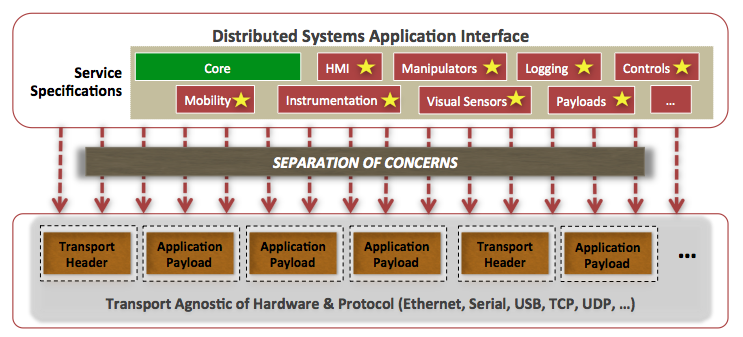 Distributed Systems Application Interface
Service
Specifications
Core
HMI
Manipulators
Logging
Controls
Mobility
Instrumentation
Visual Sensors
Payloads
...
SEPARATION OF CONCERNS
Transport
Header
Application
Payload
Application
Payload
Application
Payload
Transport
Header
Application
Payload
...
Transport Agnostic of Hardware & Protocol (Ethernet, Serial, USB, TCP, UDP, ...)